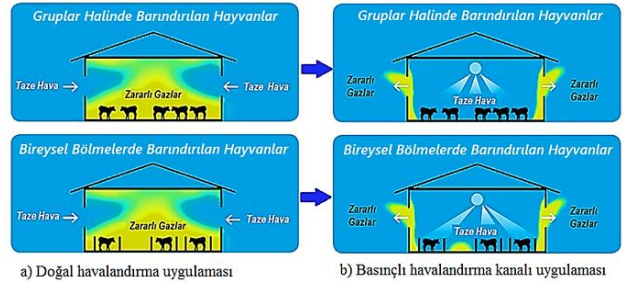 Gruplar Halinde Barındırılan Hayvanlar
Taze Hava
Zararlı Gazlar
Taze Hava
Gruplar Halinde Barındırılan Hayvanlar
Zararlı
Gazlar
Taze Hava
Zararlı
Gazlar
Bireysel Bölmelerde Barındırılan Hayvanlar
Taze Hava
Zararlı Gazlar
Taze Hava
Bireysel Bölmelerde Barındırılan Hayvanlar
Zararlı
Gazlar
Taze Hava
Zararlı
Gazlar
a) Doğal havalandırma uygulaması
b) Basınçlı havalandırma kanalı uygulaması